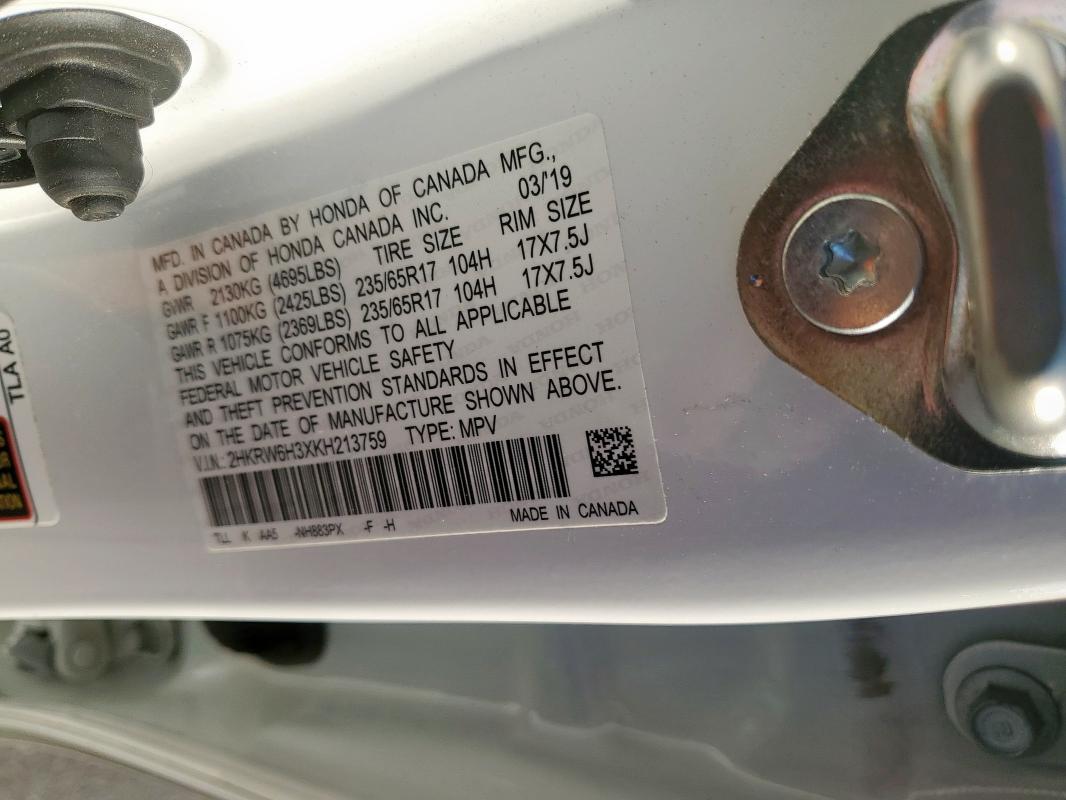 MFD. IN CANADA BY HONDA OF CANADA MFG.,
A DIVISION OF HONDA CANADA INC. 03/'19
GVWR 2130KG (4695LBS) TIRE SIZE RIM SIZE
GAWR F 1100KG (2425LBS) 235/65R17 104H 17X7.5J
GAWR R 1075KG (2369LBS) 235/65R17 104H 17X7.5J
THIS VEHICLE CONFORMS TO ALL APPLICABLE
FEDERAL MOTOR VEHICLE SAFETY
AND THEFT PREVENTION STANDARDS IN EFFECT
ON THE DATE OF MANUFACTURE SHOWN ABOVE.
V.I.N.: 2HKRW6H3XKH213759 TYPE: MPV
TLL K AA5 -NH883PX -F -H MADE IN CANADA
TLA A0